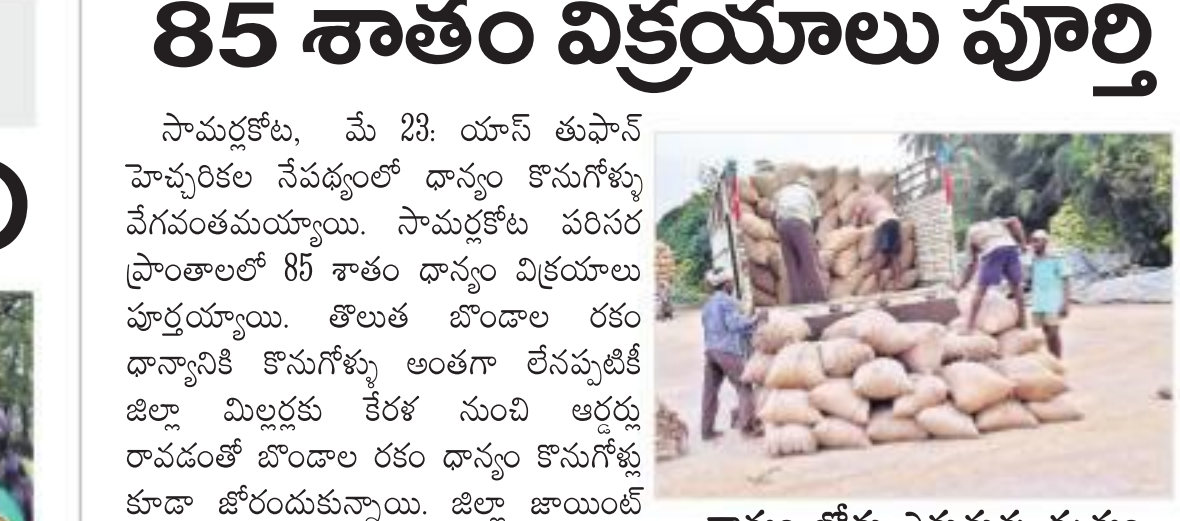 85 శాతం విక్రయాలు పూర్తి
సామర్లకోట, మే 23: యాస్ తుఫాన్
హెచ్చరికల నేపథ్యంలో ధాన్యం కొనుగోళ్ళు
వేగవంతమయ్యాయి. సామర్లకోట పరిసర
ప్రాంతాలలో 85 శాతం ధాన్యం విక్రయాలు
పూర్తయ్యాయి. తొలుత బొండాల రకం
ధాన్యానికి కొనుగోళ్ళు అంతగా లేనప్పటికీ
జిల్లా మిల్లర్లకు కేరళ నుంచి ఆర్డర్లు
రావడంతో బొండాల రకం ధాన్యం కొనుగోళ్లు
కూడా జోరందుకున్నాయి. జిల్లా జాయింట్